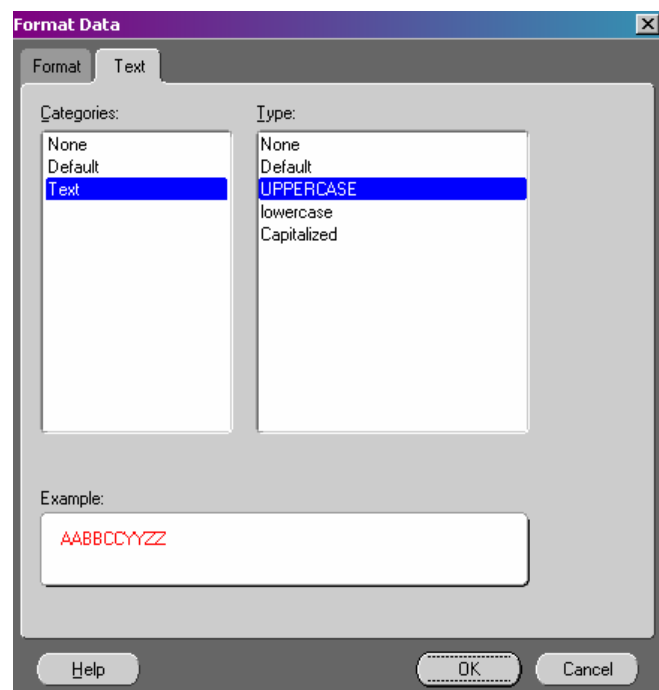 Format Data
Format Text
Categories:
None
Default
Text
Type:
None
Default
UPPERCASE
lowercase
Capitalized
Example:
AABBCCYYZZ
Help OK Cancel